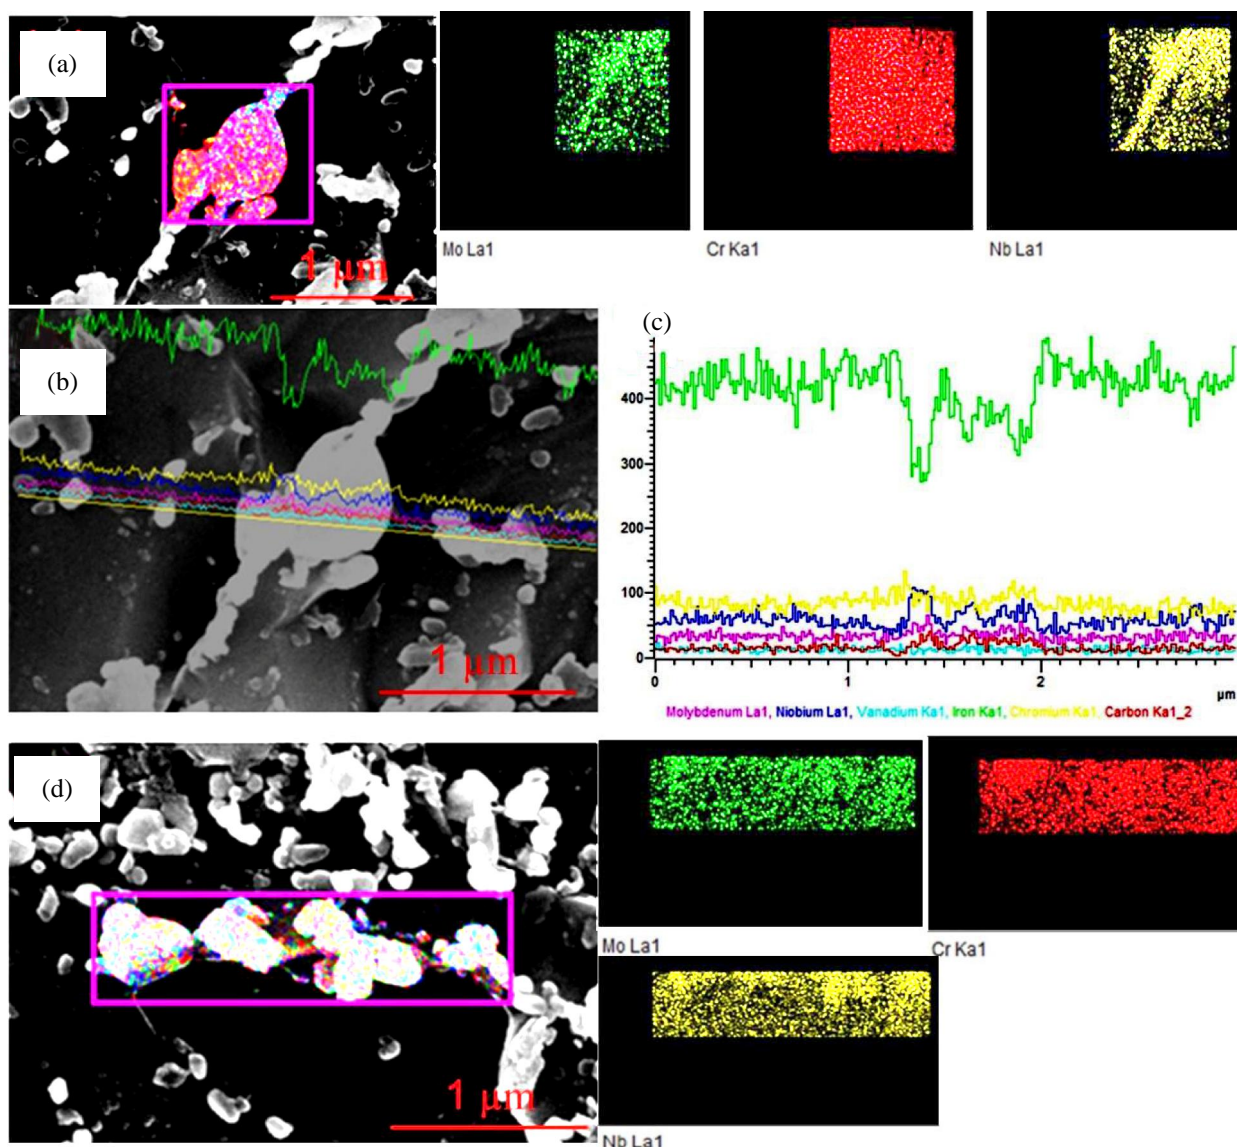 (a)
1 µm
Mo La1
Cr Ka1
Nb La1
(b)
1 µm
(c)
400
300
200
100
0
0
1
2
µm
Molybdenum La1, Niobium La1, Vanadium Ka1, Iron Ka1, Chromium Ka1, Carbon Ka1_2
(d)
1 µm
Mo La1
Cr Ka1
Nb La1